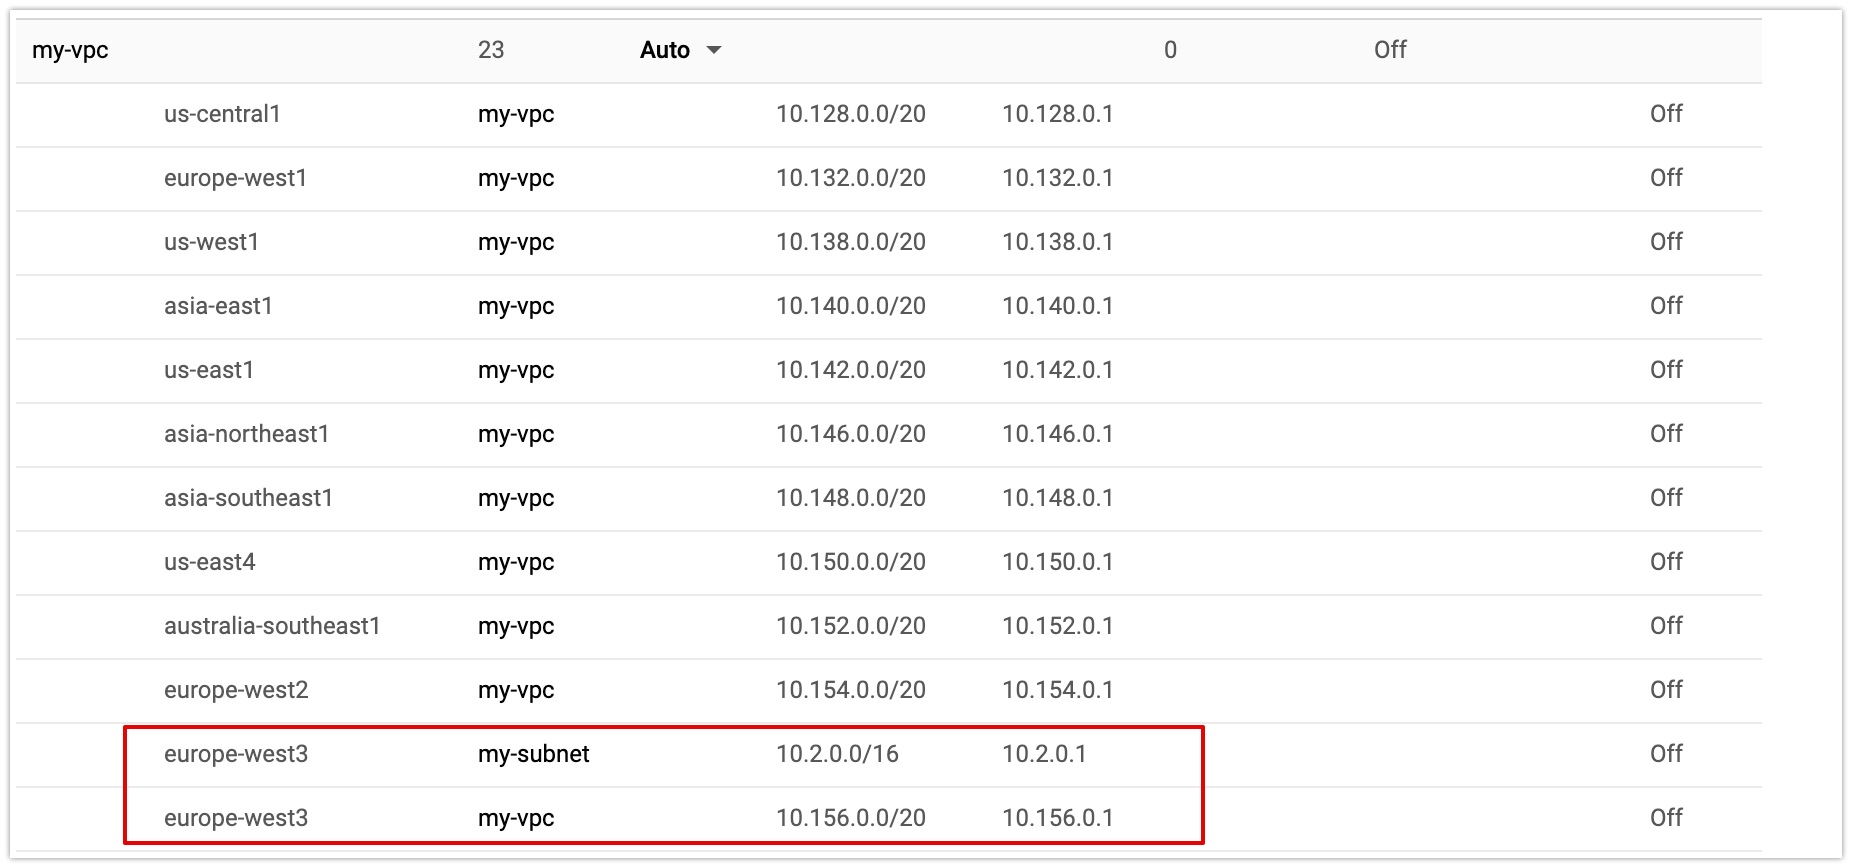 my-vpc 23 Auto 0 Off
us-central1 my-vpc 10.128.0.0/20 10.128.0.1 Off
europe-west1 my-vpc 10.132.0.0/20 10.132.0.1 Off
us-west1 my-vpc 10.138.0.0/20 10.138.0.1 Off
asia-east1 my-vpc 10.140.0.0/20 10.140.0.1 Off
us-east1 my-vpc 10.142.0.0/20 10.142.0.1 Off
asia-northeast1 my-vpc 10.146.0.0/20 10.146.0.1 Off
asia-southeast1 my-vpc 10.148.0.0/20 10.148.0.1 Off
us-east4 my-vpc 10.150.0.0/20 10.150.0.1 Off
australia-southeast1 my-vpc 10.152.0.0/20 10.152.0.1 Off
europe-west2 my-vpc 10.154.0.0/20 10.154.0.1 Off
europe-west3 my-subnet 10.2.0.0/16 10.2.0.1 Off
europe-west3 my-vpc 10.156.0.0/20 10.156.0.1 Off